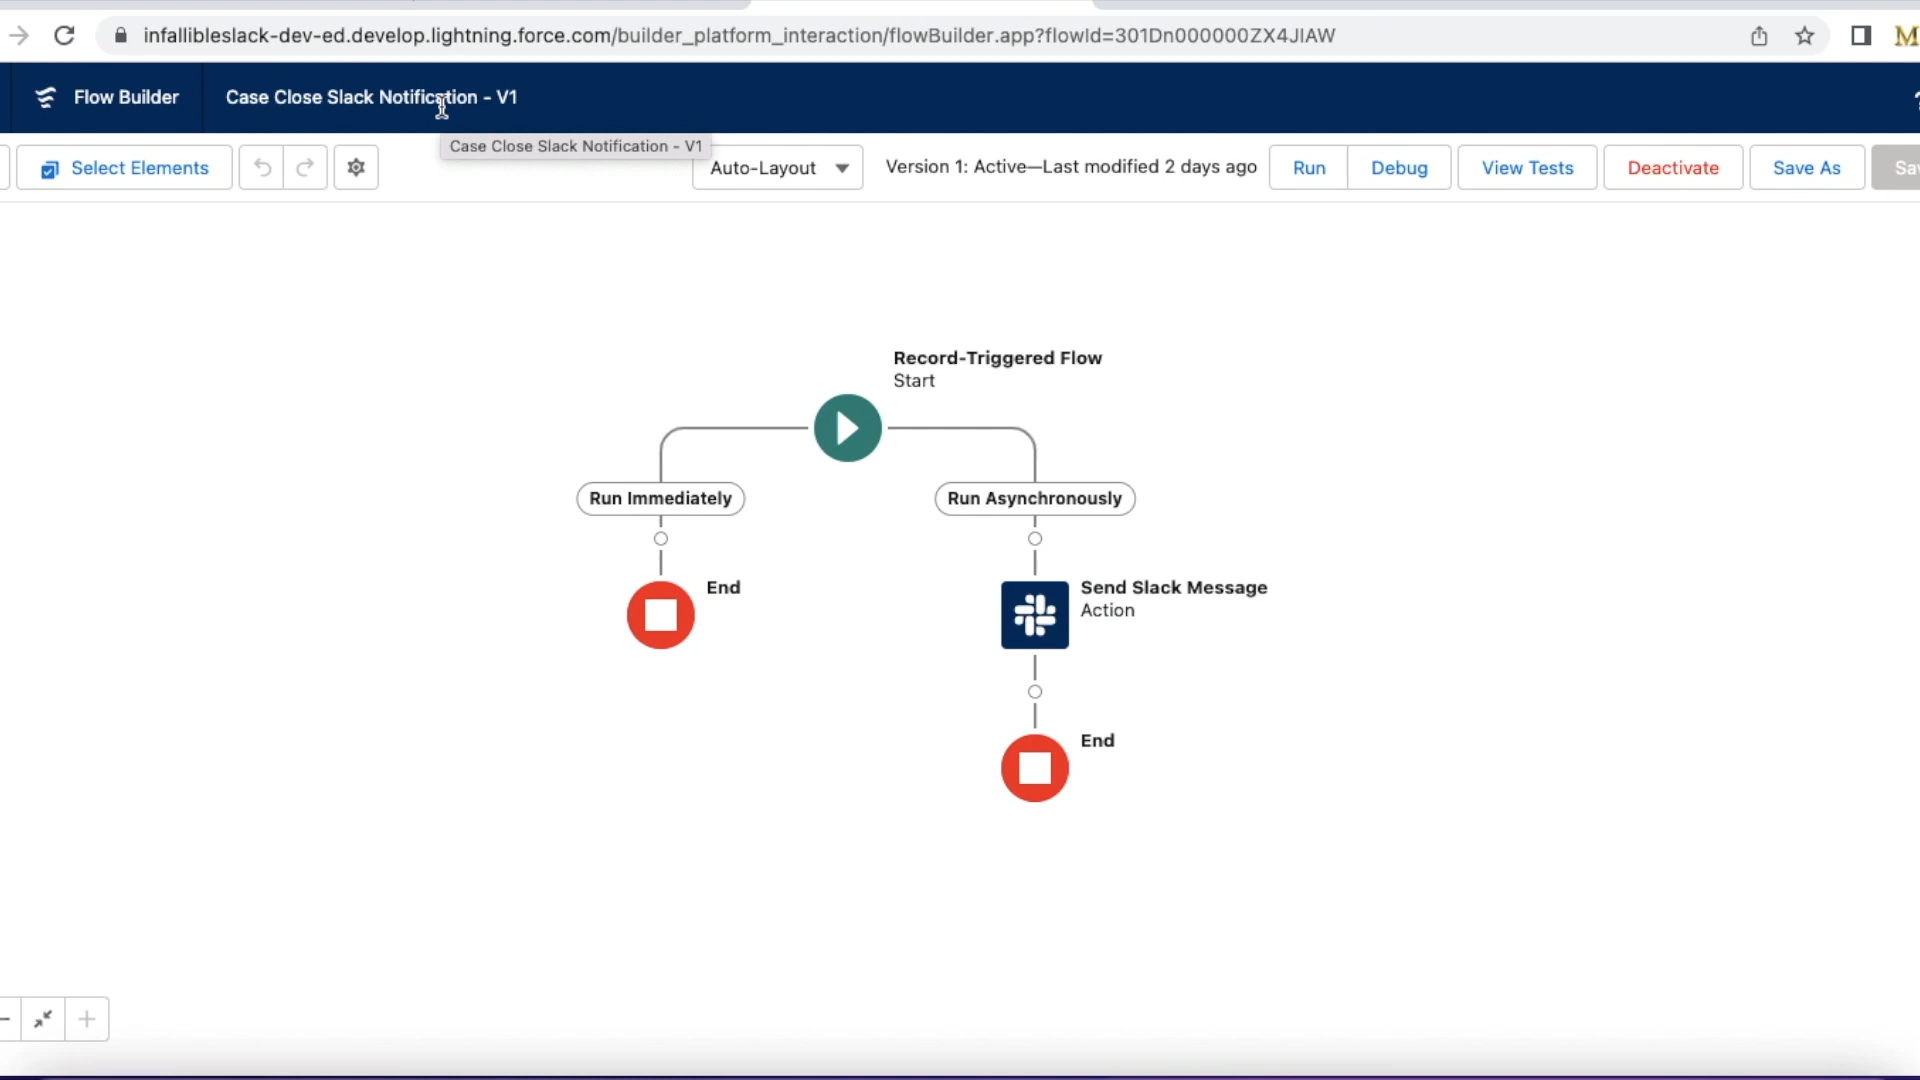 infallibleslack-dev-ed.develop.lightning.force.com/builder_platform_interaction/flowBuilder.app?flowId=301Dn000000ZX4JIAW
M
Flow Builder
Case Close Slack Notification - V1
Case Close Slack Notification - V1
Select Elements
Auto-Layout
Version 1: Active—Last modified 2 days ago
Run
Debug
View Tests
Deactivate
Save As
Sav
Record-Triggered Flow
Start
Run Immediately
Run Asynchronously
End
Send Slack Message
Action
End